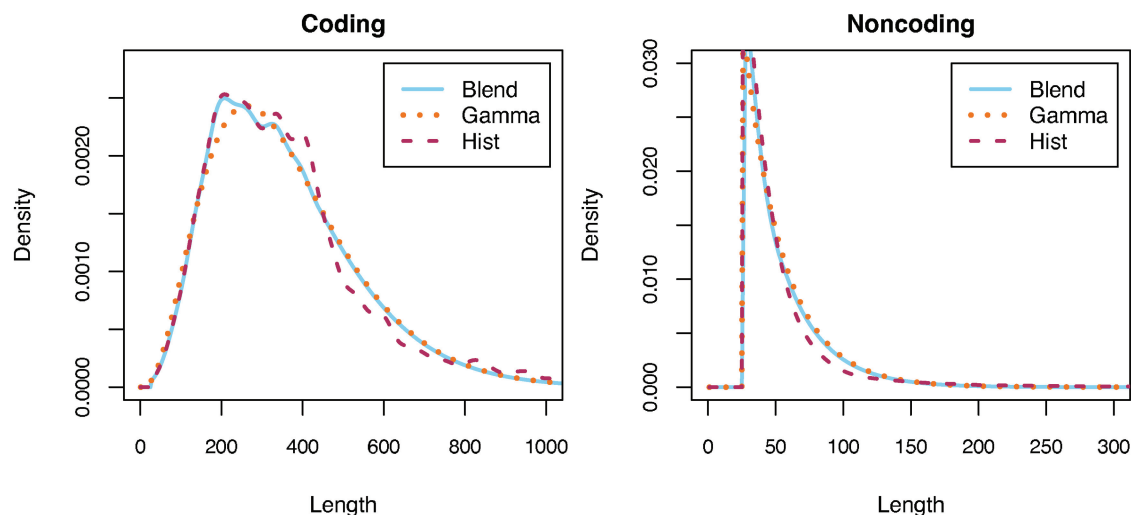 Coding
Noncoding
Density
0.0000
0.0010
0.0020
Blend
Gamma
Hist
0 200 400 600 800 1000
Length
Density
0.000
0.010
0.020
0.030
Blend
Gamma
Hist
0 50 100 150 200 250 300
Length